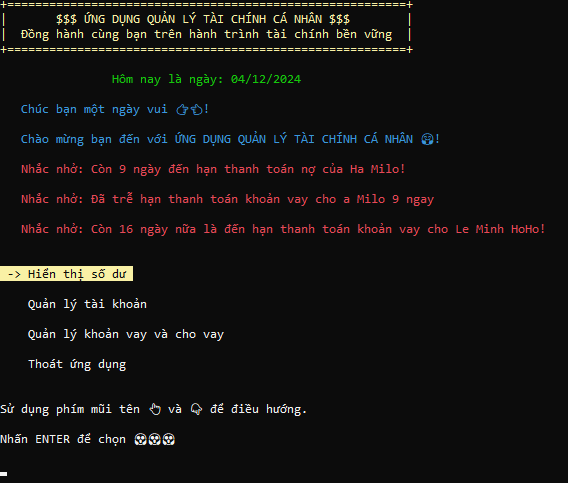 +=========================================================+
| $$$ ỨNG DỤNG QUẢN LÝ TÀI CHÍNH CÁ NHÂN $$$ |
| Đồng hành cùng bạn trên hành trình tài chính bền vững |
+=========================================================+
Hôm nay là ngày: 04/12/2024
Chúc bạn một ngày vui 👉👈!
Chào mừng bạn đến với ỨNG DỤNG QUẢN LÝ TÀI CHÍNH CÁ NHÂN !
Nhắc nhở: Còn 9 ngày đến hạn thanh toán nợ của Ha Milo!
Nhắc nhở: Đã trễ hạn thanh toán khoản vay cho a Milo 9 ngay
Nhắc nhở: Còn 16 ngày nữa là đến hạn thanh toán khoản vay cho Le Minh HoHo!
-> Hiển thị số dư
Quản lý tài khoản
Quản lý khoản vay và cho vay
Thoát ứng dụng
Sử dụng phím mũi tên 👆 và 👇 để điều hướng.
Nhấn ENTER để chọn